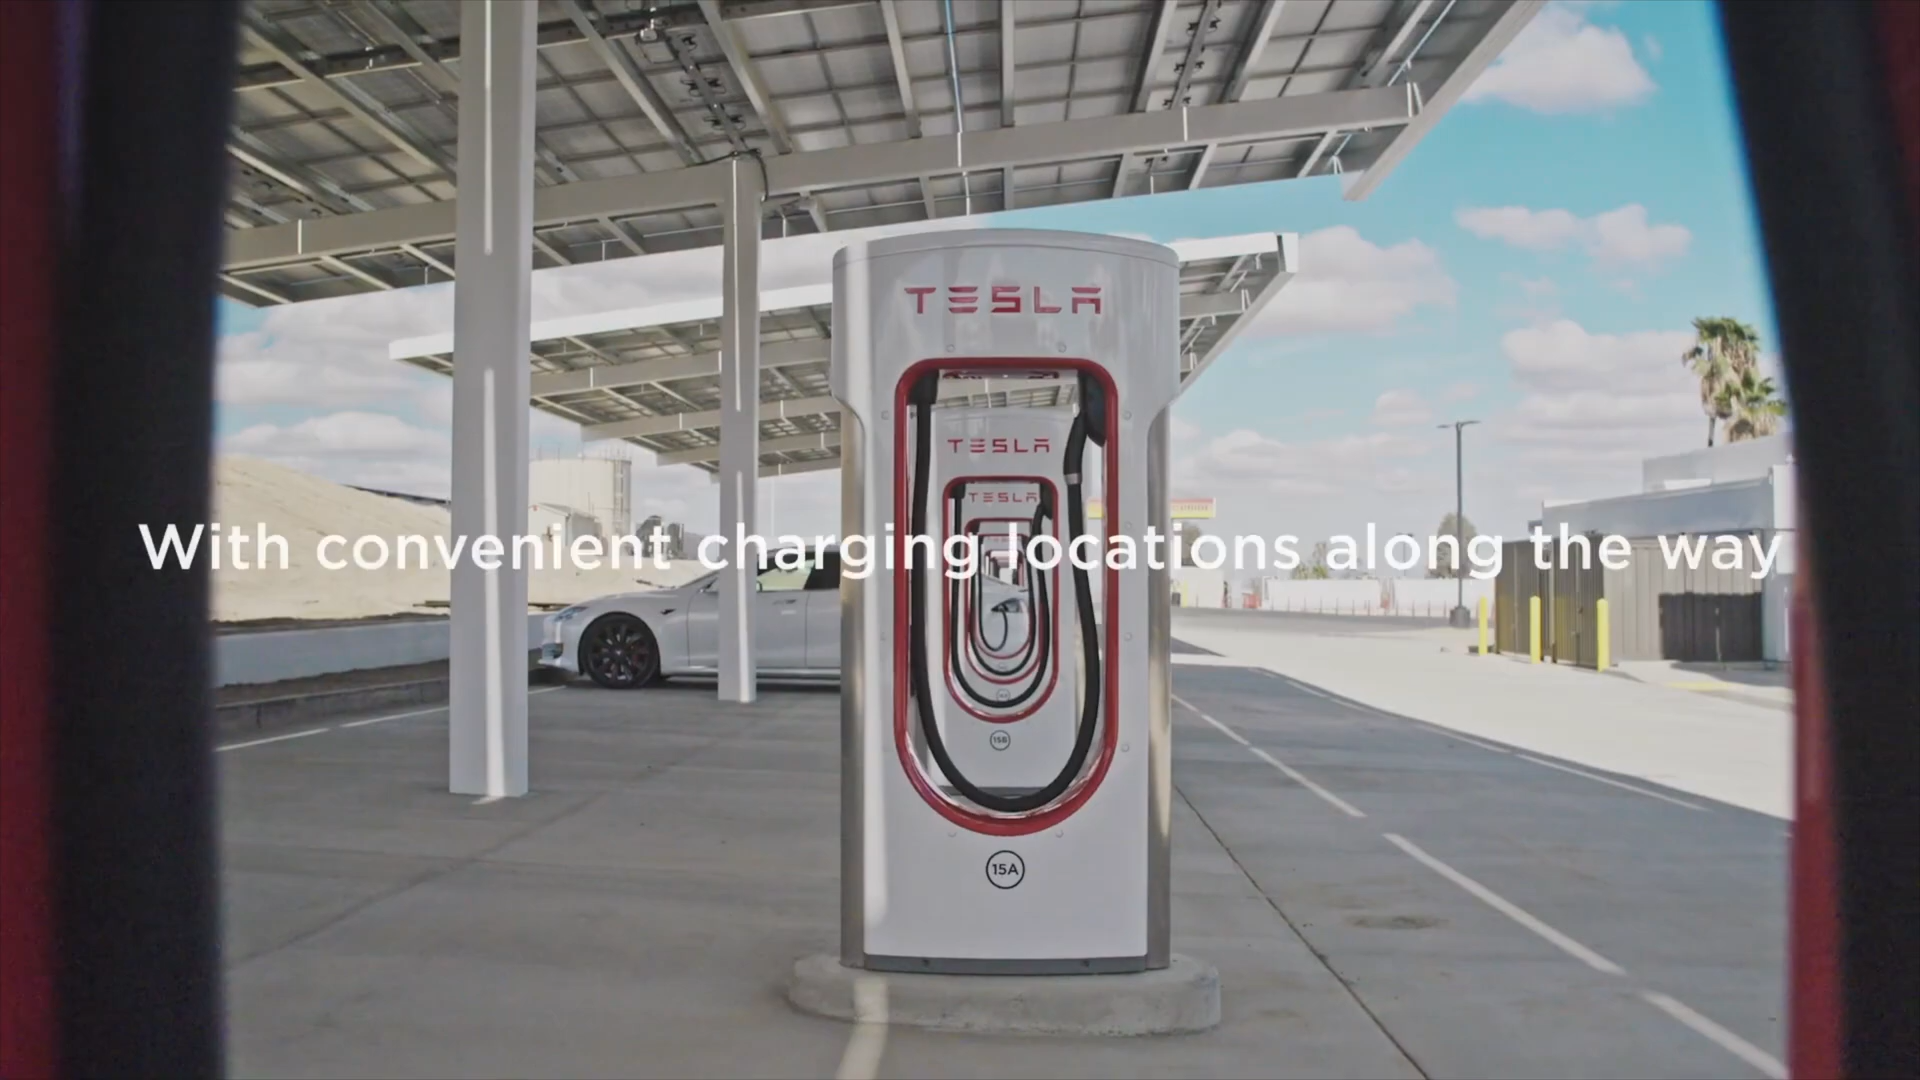 TESLA
TESLA
TESLA
With convenient charging locations along the way
15B
15A